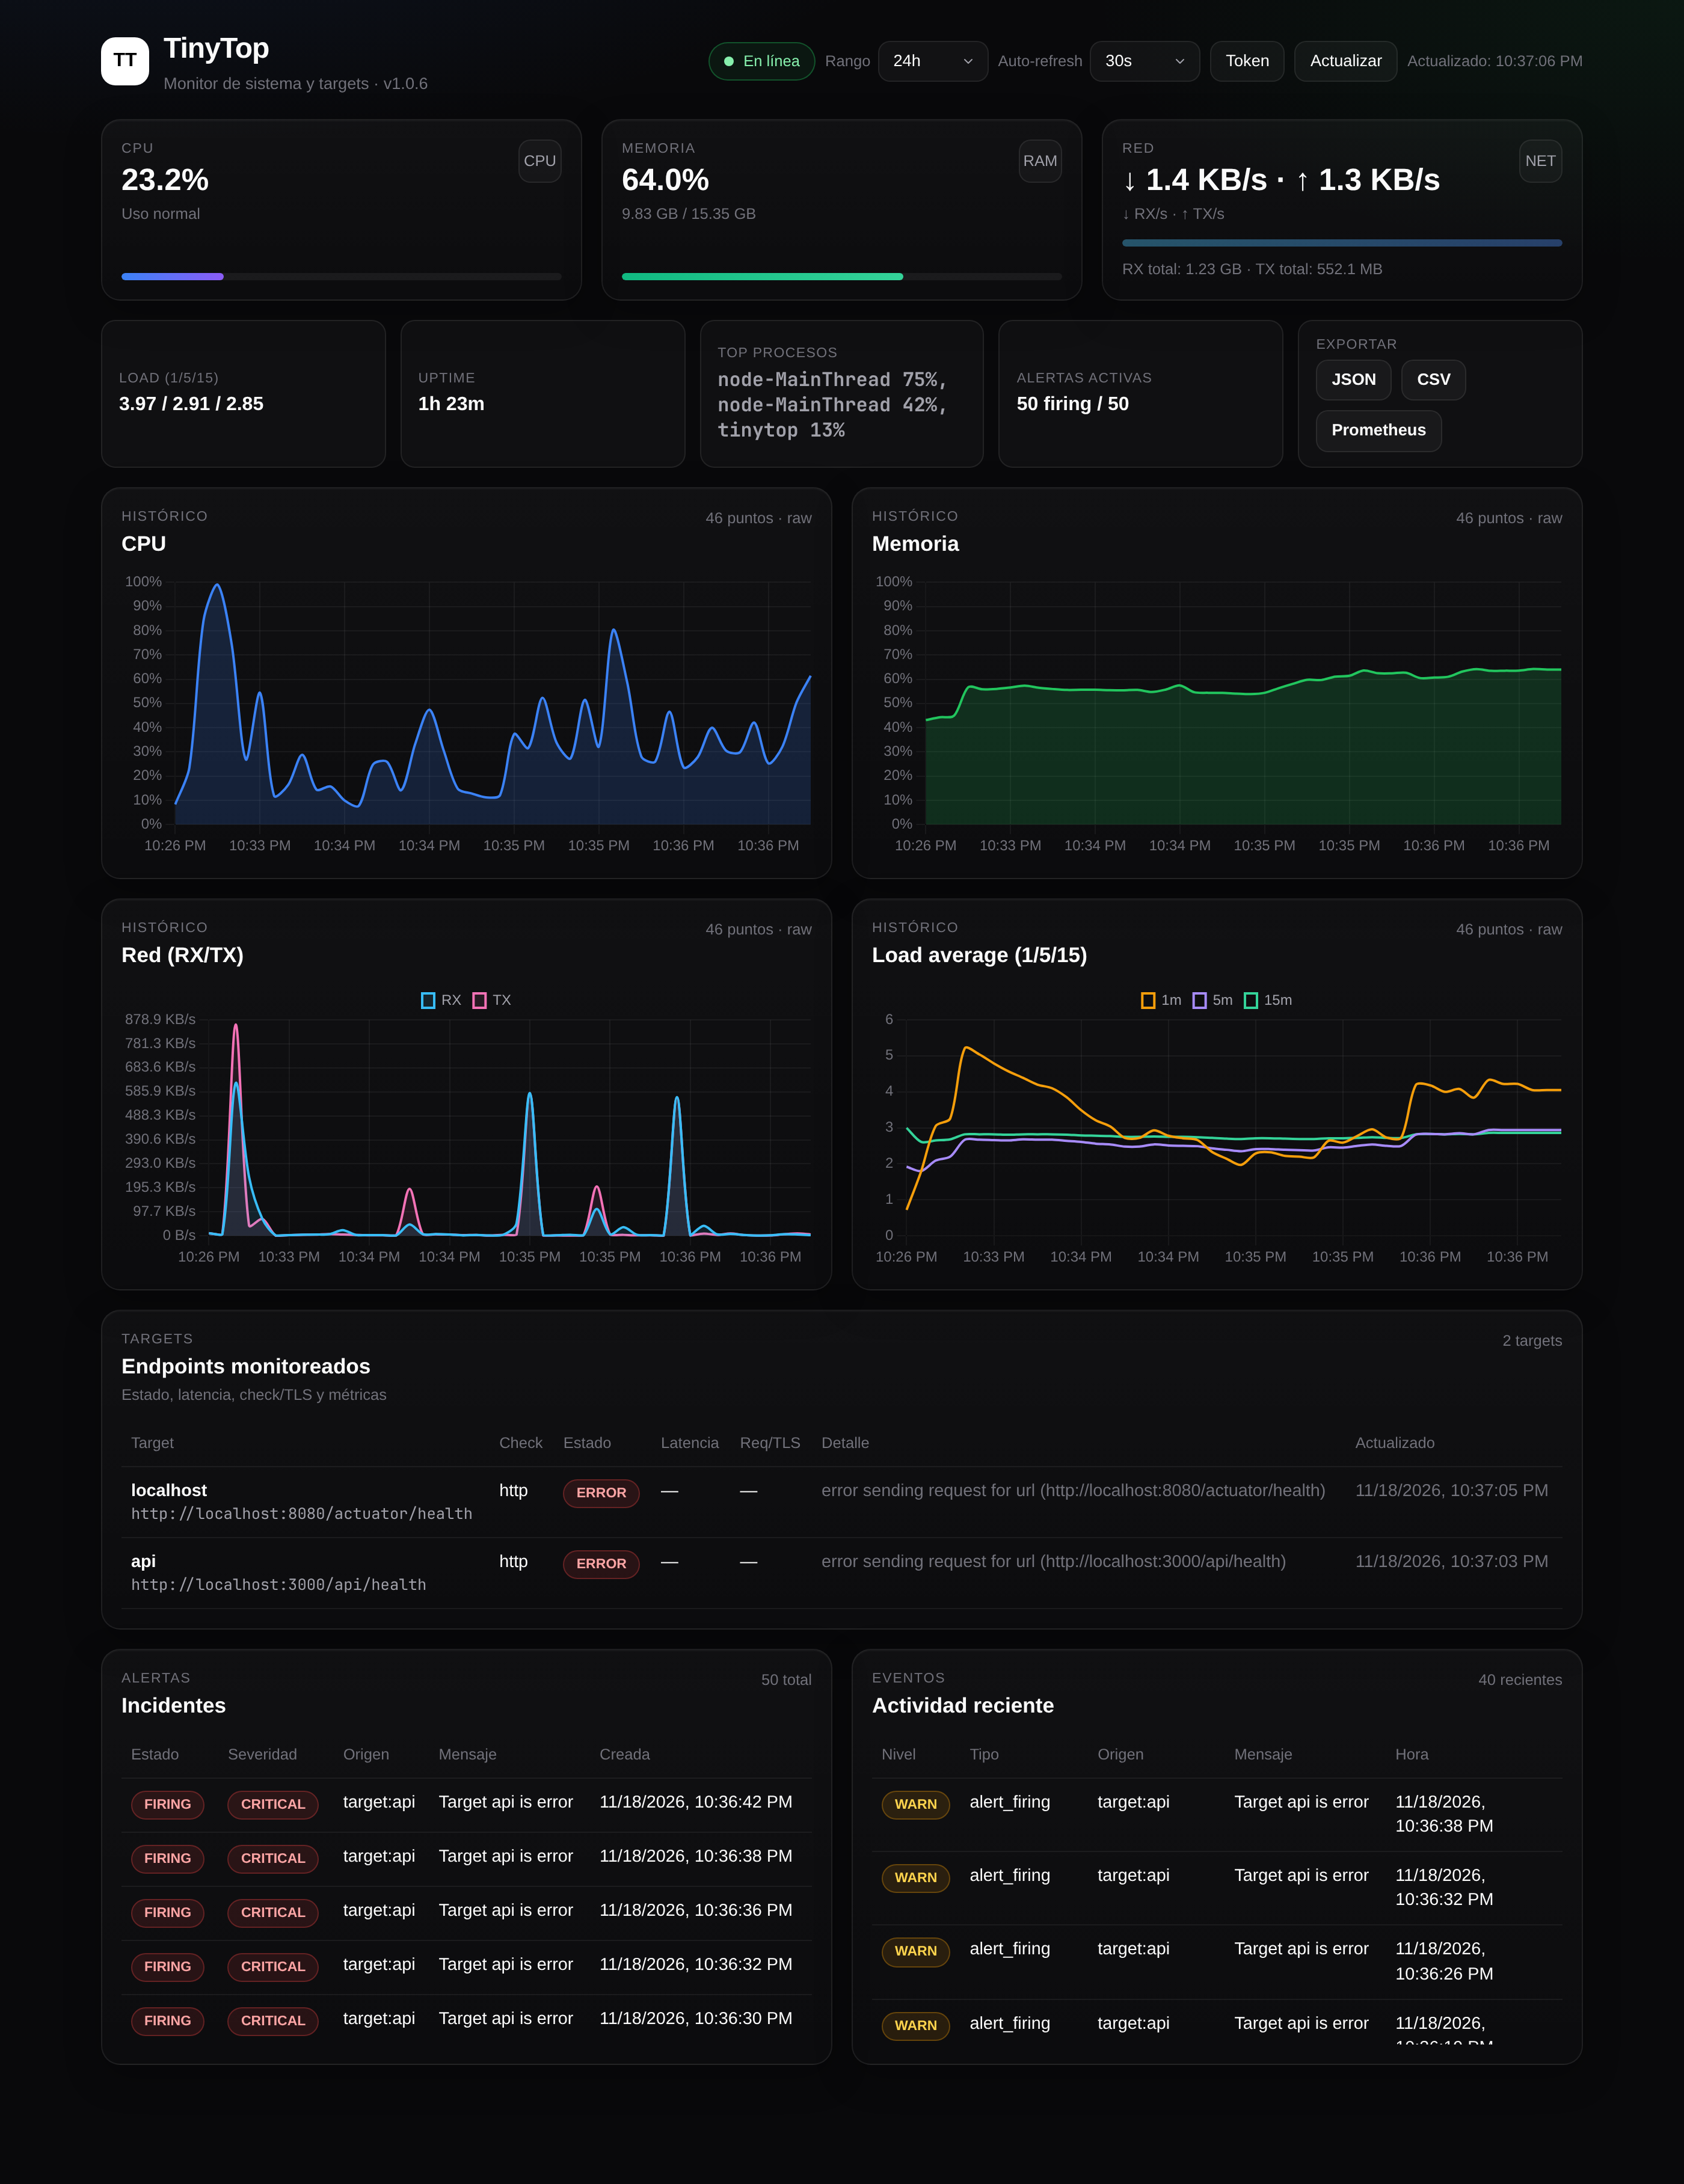 TT
TinyTop
Monitor de sistema y targets · v1.0.6
En línea
Rango
24h
Auto-refresh
30s
Token
Actualizar
Actualizado: 10:37:06 PM
CPU
23.2%
Uso normal
CPU
MEMORIA
64.0%
9.83 GB / 15.35 GB
RAM
RED
↓ 1.4 KB/s · ↑ 1.3 KB/s
↓ RX/s · ↑ TX/s
RX total: 1.23 GB · TX total: 552.1 MB
NET
LOAD (1/5/15)
3.97 / 2.91 / 2.85
UPTIME
1h 23m
TOP PROCESOS
node-MainThread 75%,
node-MainThread 42%,
tinytop 13%
ALERTAS ACTIVAS
50 firing / 50
EXPORTAR
JSON
CSV
Prometheus
HISTÓRICO
CPU
46 puntos · raw
100%
90%
80%
70%
60%
50%
40%
30%
20%
10%
0%
10:26 PM 10:33 PM 10:34 PM 10:34 PM 10:35 PM 10:35 PM 10:36 PM 10:36 PM
HISTÓRICO
Memoria
46 puntos · raw
100%
90%
80%
70%
60%
50%
40%
30%
20%
10%
0%
10:26 PM 10:33 PM 10:34 PM 10:34 PM 10:35 PM 10:35 PM 10:36 PM 10:36 PM
HISTÓRICO
Red (RX/TX)
46 puntos · raw
RX TX
878.9 KB/s
781.3 KB/s
683.6 KB/s
585.9 KB/s
488.3 KB/s
390.6 KB/s
293.0 KB/s
195.3 KB/s
97.7 KB/s
0 B/s
10:26 PM 10:33 PM 10:34 PM 10:34 PM 10:35 PM 10:35 PM 10:36 PM 10:36 PM
HISTÓRICO
Load average (1/5/15)
46 puntos · raw
1m 5m 15m
6
5
4
3
2
1
0
10:26 PM 10:33 PM 10:34 PM 10:34 PM 10:35 PM 10:35 PM 10:36 PM 10:36 PM
TARGETS
Endpoints monitoreados
Estado, latencia, check/TLS y métricas
2 targets
Target Check Estado Latencia Req/TLS Detalle Actualizado
localhost http ERROR — — error sending request for url (http://localhost:8080/actuator/health) 11/18/2026, 10:37:05 PM
http://localhost:8080/actuator/health
api http ERROR — — error sending request for url (http://localhost:3000/api/health) 11/18/2026, 10:37:03 PM
http://localhost:3000/api/health
ALERTAS
Incidentes
50 total
Estado Severidad Origen Mensaje Creada
FIRING CRITICAL target:api Target api is error 11/18/2026, 10:36:42 PM
FIRING CRITICAL target:api Target api is error 11/18/2026, 10:36:38 PM
FIRING CRITICAL target:api Target api is error 11/18/2026, 10:36:36 PM
FIRING CRITICAL target:api Target api is error 11/18/2026, 10:36:32 PM
FIRING CRITICAL target:api Target api is error 11/18/2026, 10:36:30 PM
EVENTOS
Actividad reciente
40 recientes
Nivel Tipo Origen Mensaje Hora
WARN alert_firing target:api Target api is error 11/18/2026,
10:36:38 PM
WARN alert_firing target:api Target api is error 11/18/2026,
10:36:32 PM
WARN alert_firing target:api Target api is error 11/18/2026,
10:36:26 PM
WARN alert_firing target:api Target api is error 11/18/2026,